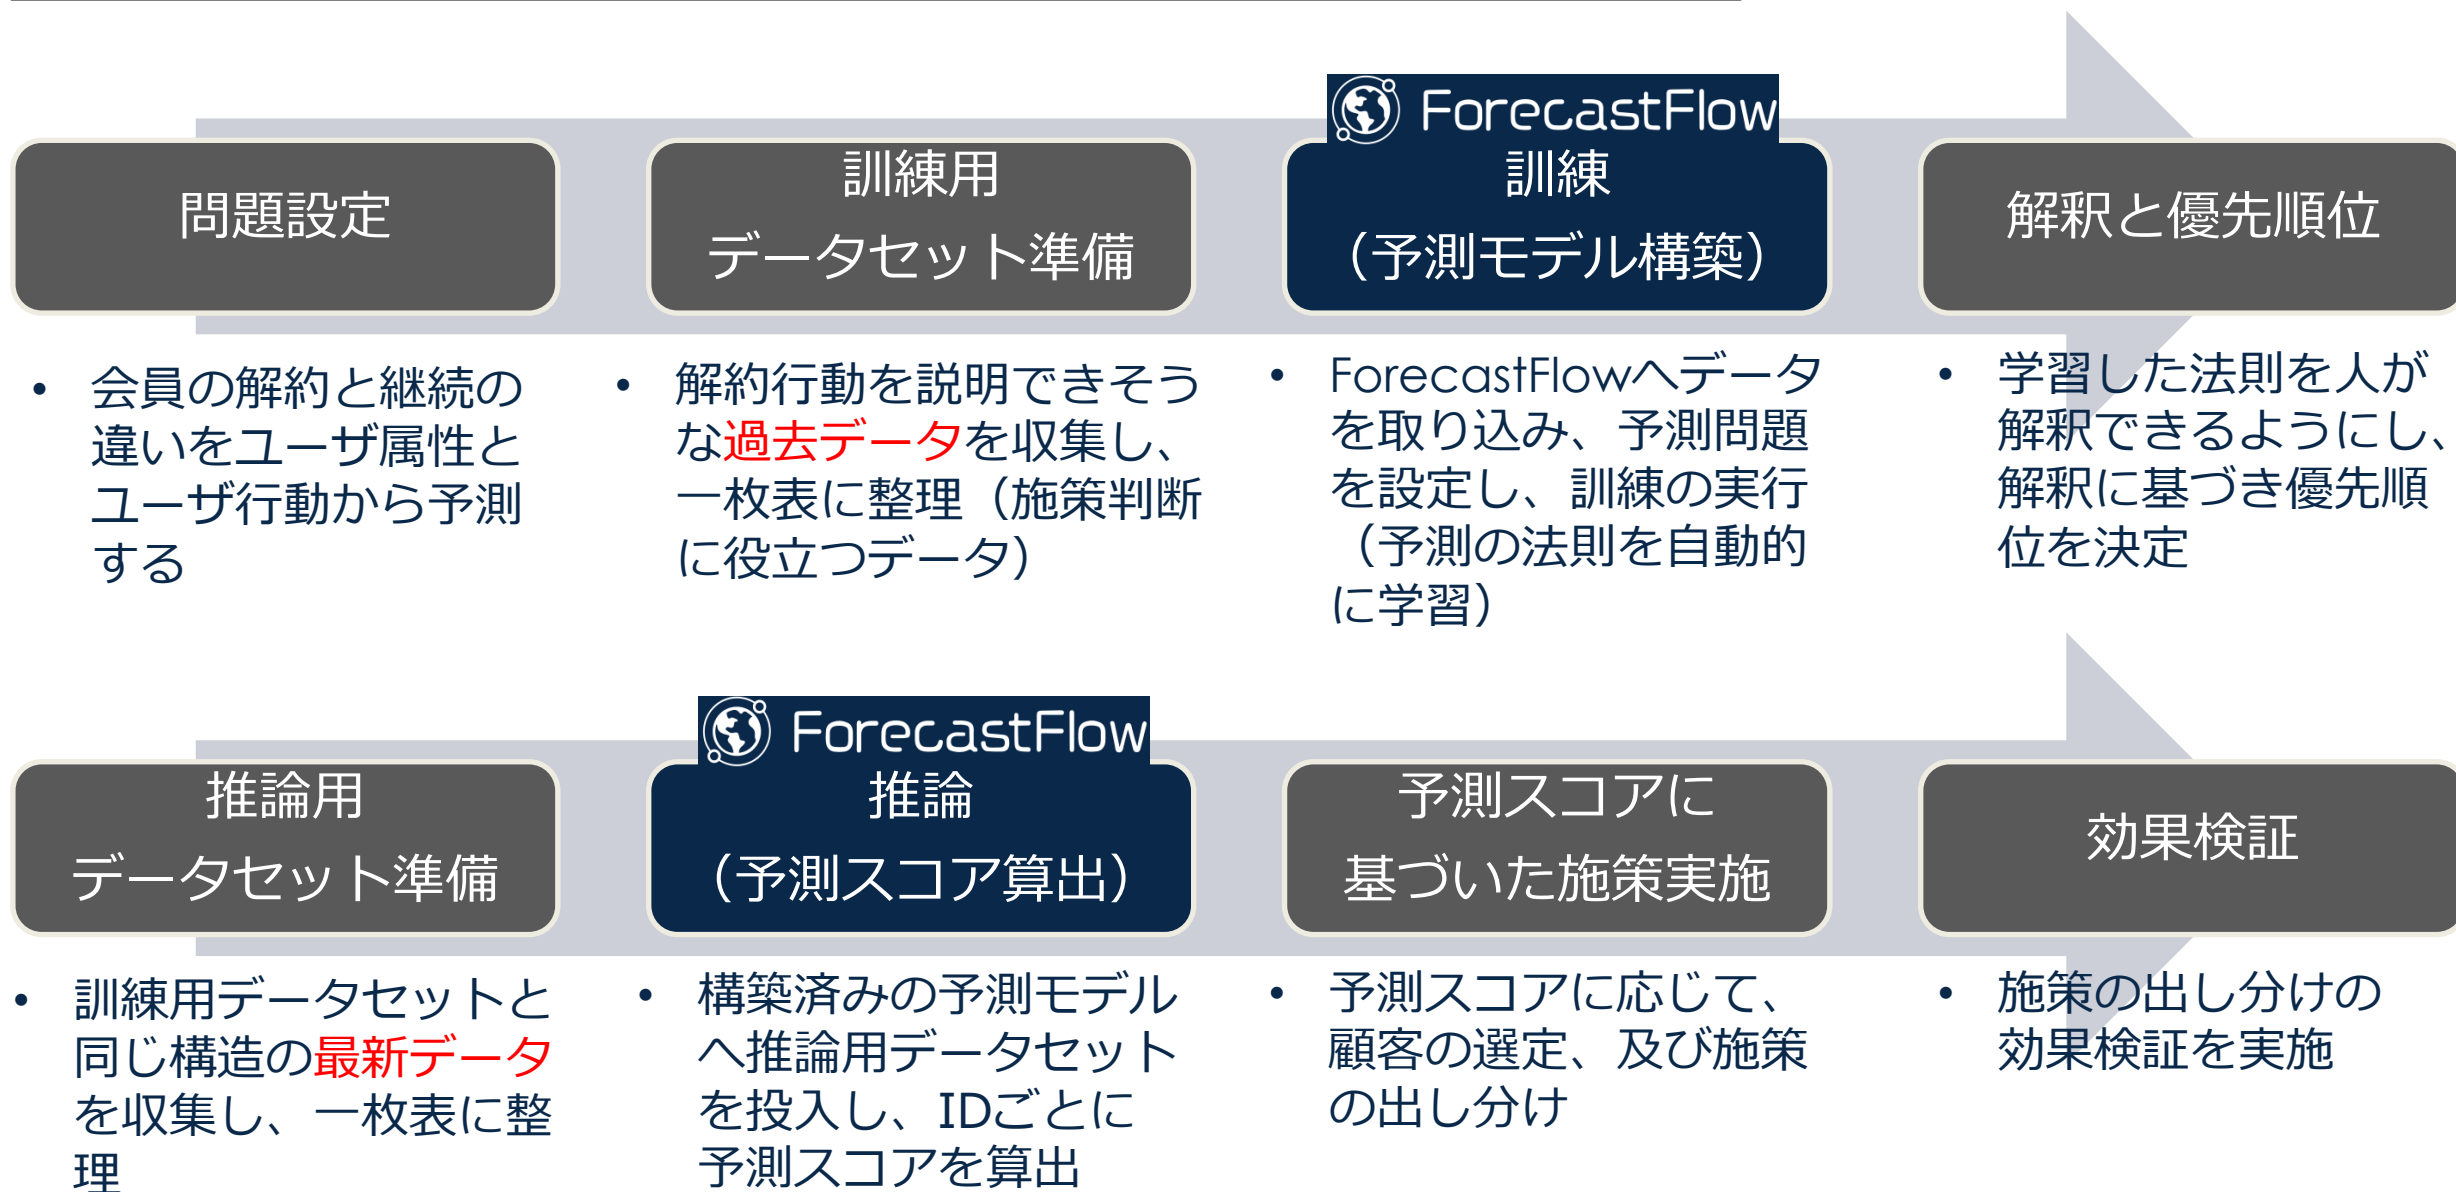 問題設定
訓練用
データセット準備
ForecastFlow
訓練
（予測モデル構築）
解釈と優先順位
• 会員の解約と継続の
違いをユーザ属性と
ユーザ行動から予測
する
• 解約行動を説明できそう
な過去データを収集し、
一枚表に整理（施策判断
に役立つデータ）
• ForecastFlowへデータ
を取り込み、予測問題
を設定し、訓練の実行
（予測の法則を自動的
に学習）
• 学習した法則を人が
解釈できるようにし、
解釈に基づき優先順
位を決定
推論用
データセット準備
ForecastFlow
推論
（予測スコア算出）
予測スコアに
基づいた施策実施
効果検証
• 訓練用データセットと
同じ構造の最新データ
を収集し、一枚表に整
理
• 構築済みの予測モデル
へ推論用データセット
を投入し、IDごとに
予測スコアを算出
• 予測スコアに応じて、
顧客の選定、及び施策
の出し分け
• 施策の出し分けの
効果検証を実施